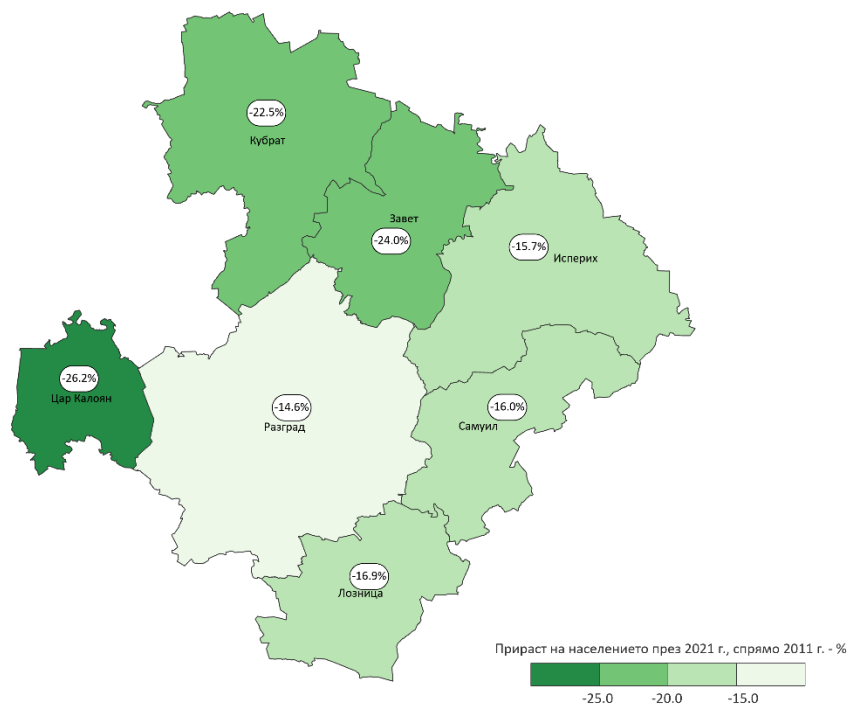 -22.5%
Кубрат
Завет
-24.0%
-15.7%
Исперих
-26.2%
Цар Калоян
-14.6%
Разград
-16.0%
Самуил
-16.9%
Лозница
Прираст на населението през 2021 г., спрямо 2011 г. - %
-25.0 -20.0 -15.0